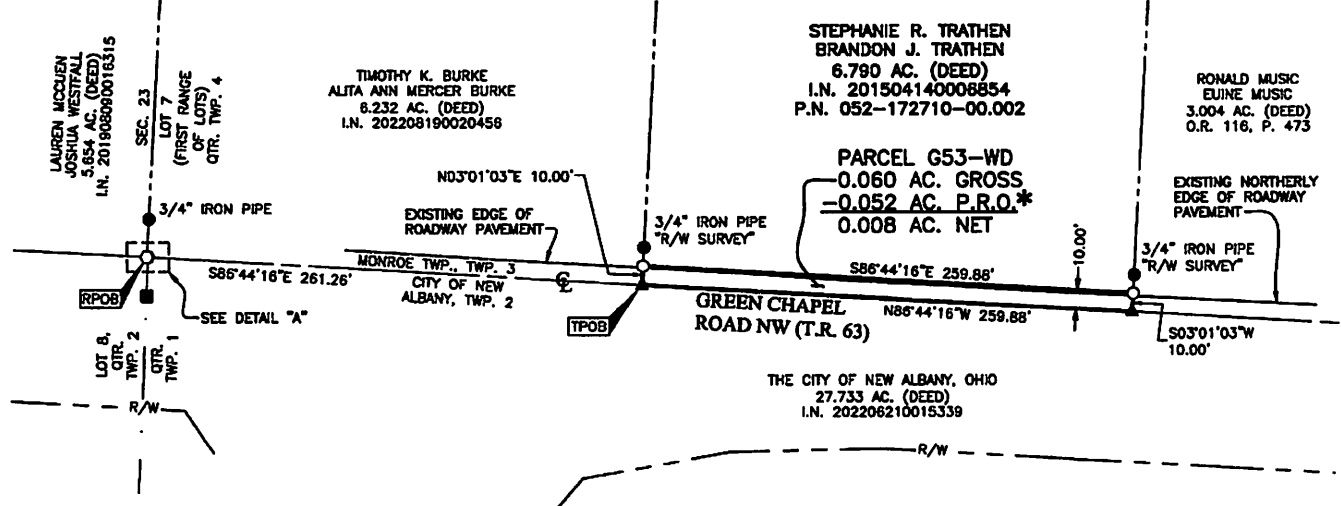 LAUREN MCCUEN
JOSHUA WESTFALL
5.654 AC. (DEED)
I.N. 201908090016315
SEC. 23
LOT 7
(FIRST RANGE
OF LOTS)
QTR. TWP. 4
TIMOTHY K. BURKE
ALITA ANN MERCER BURKE
6.232 AC. (DEED)
I.N. 202208190020456
STEPHANIE R. TRATHEN
BRANDON J. TRATHEN
6.790 AC. (DEED)
I.N. 201504140006854
P.N. 052-172710-00.002
RONALD MUSIC
EUINE MUSIC
3.004 AC. (DEED)
O.R. 116, P. 473
PARCEL G53-WD
0.060 AC. GROSS
-0.052 AC. P.R.O.*
0.008 AC. NET
N03°01'03"E 10.00'
EXISTING EDGE OF
ROADWAY PAVEMENT
3/4" IRON PIPE
3/4" IRON PIPE
"R/W SURVEY"
EXISTING NORTHERLY
EDGE OF ROADWAY
PAVEMENT
3/4" IRON PIPE
"R/W SURVEY"
10.00'
S86°44'16"E 261.26'
MONROE TWP., TWP. 3
CITY OF NEW
ALBANY, TWP. 2
CL
S86°44'16"E 259.88'
RPOB
SEE DETAIL "A"
TPOB
GREEN CHAPEL
ROAD NW (T.R. 63)
N86°44'16"W 259.88'
S03°01'03"W
10.00'
LOT 8,
QTR.
TWP. 2
QTR.
TWP. 1
R/W
THE CITY OF NEW ALBANY, OHIO
27.733 AC. (DEED)
I.N. 202206210015339
R/W